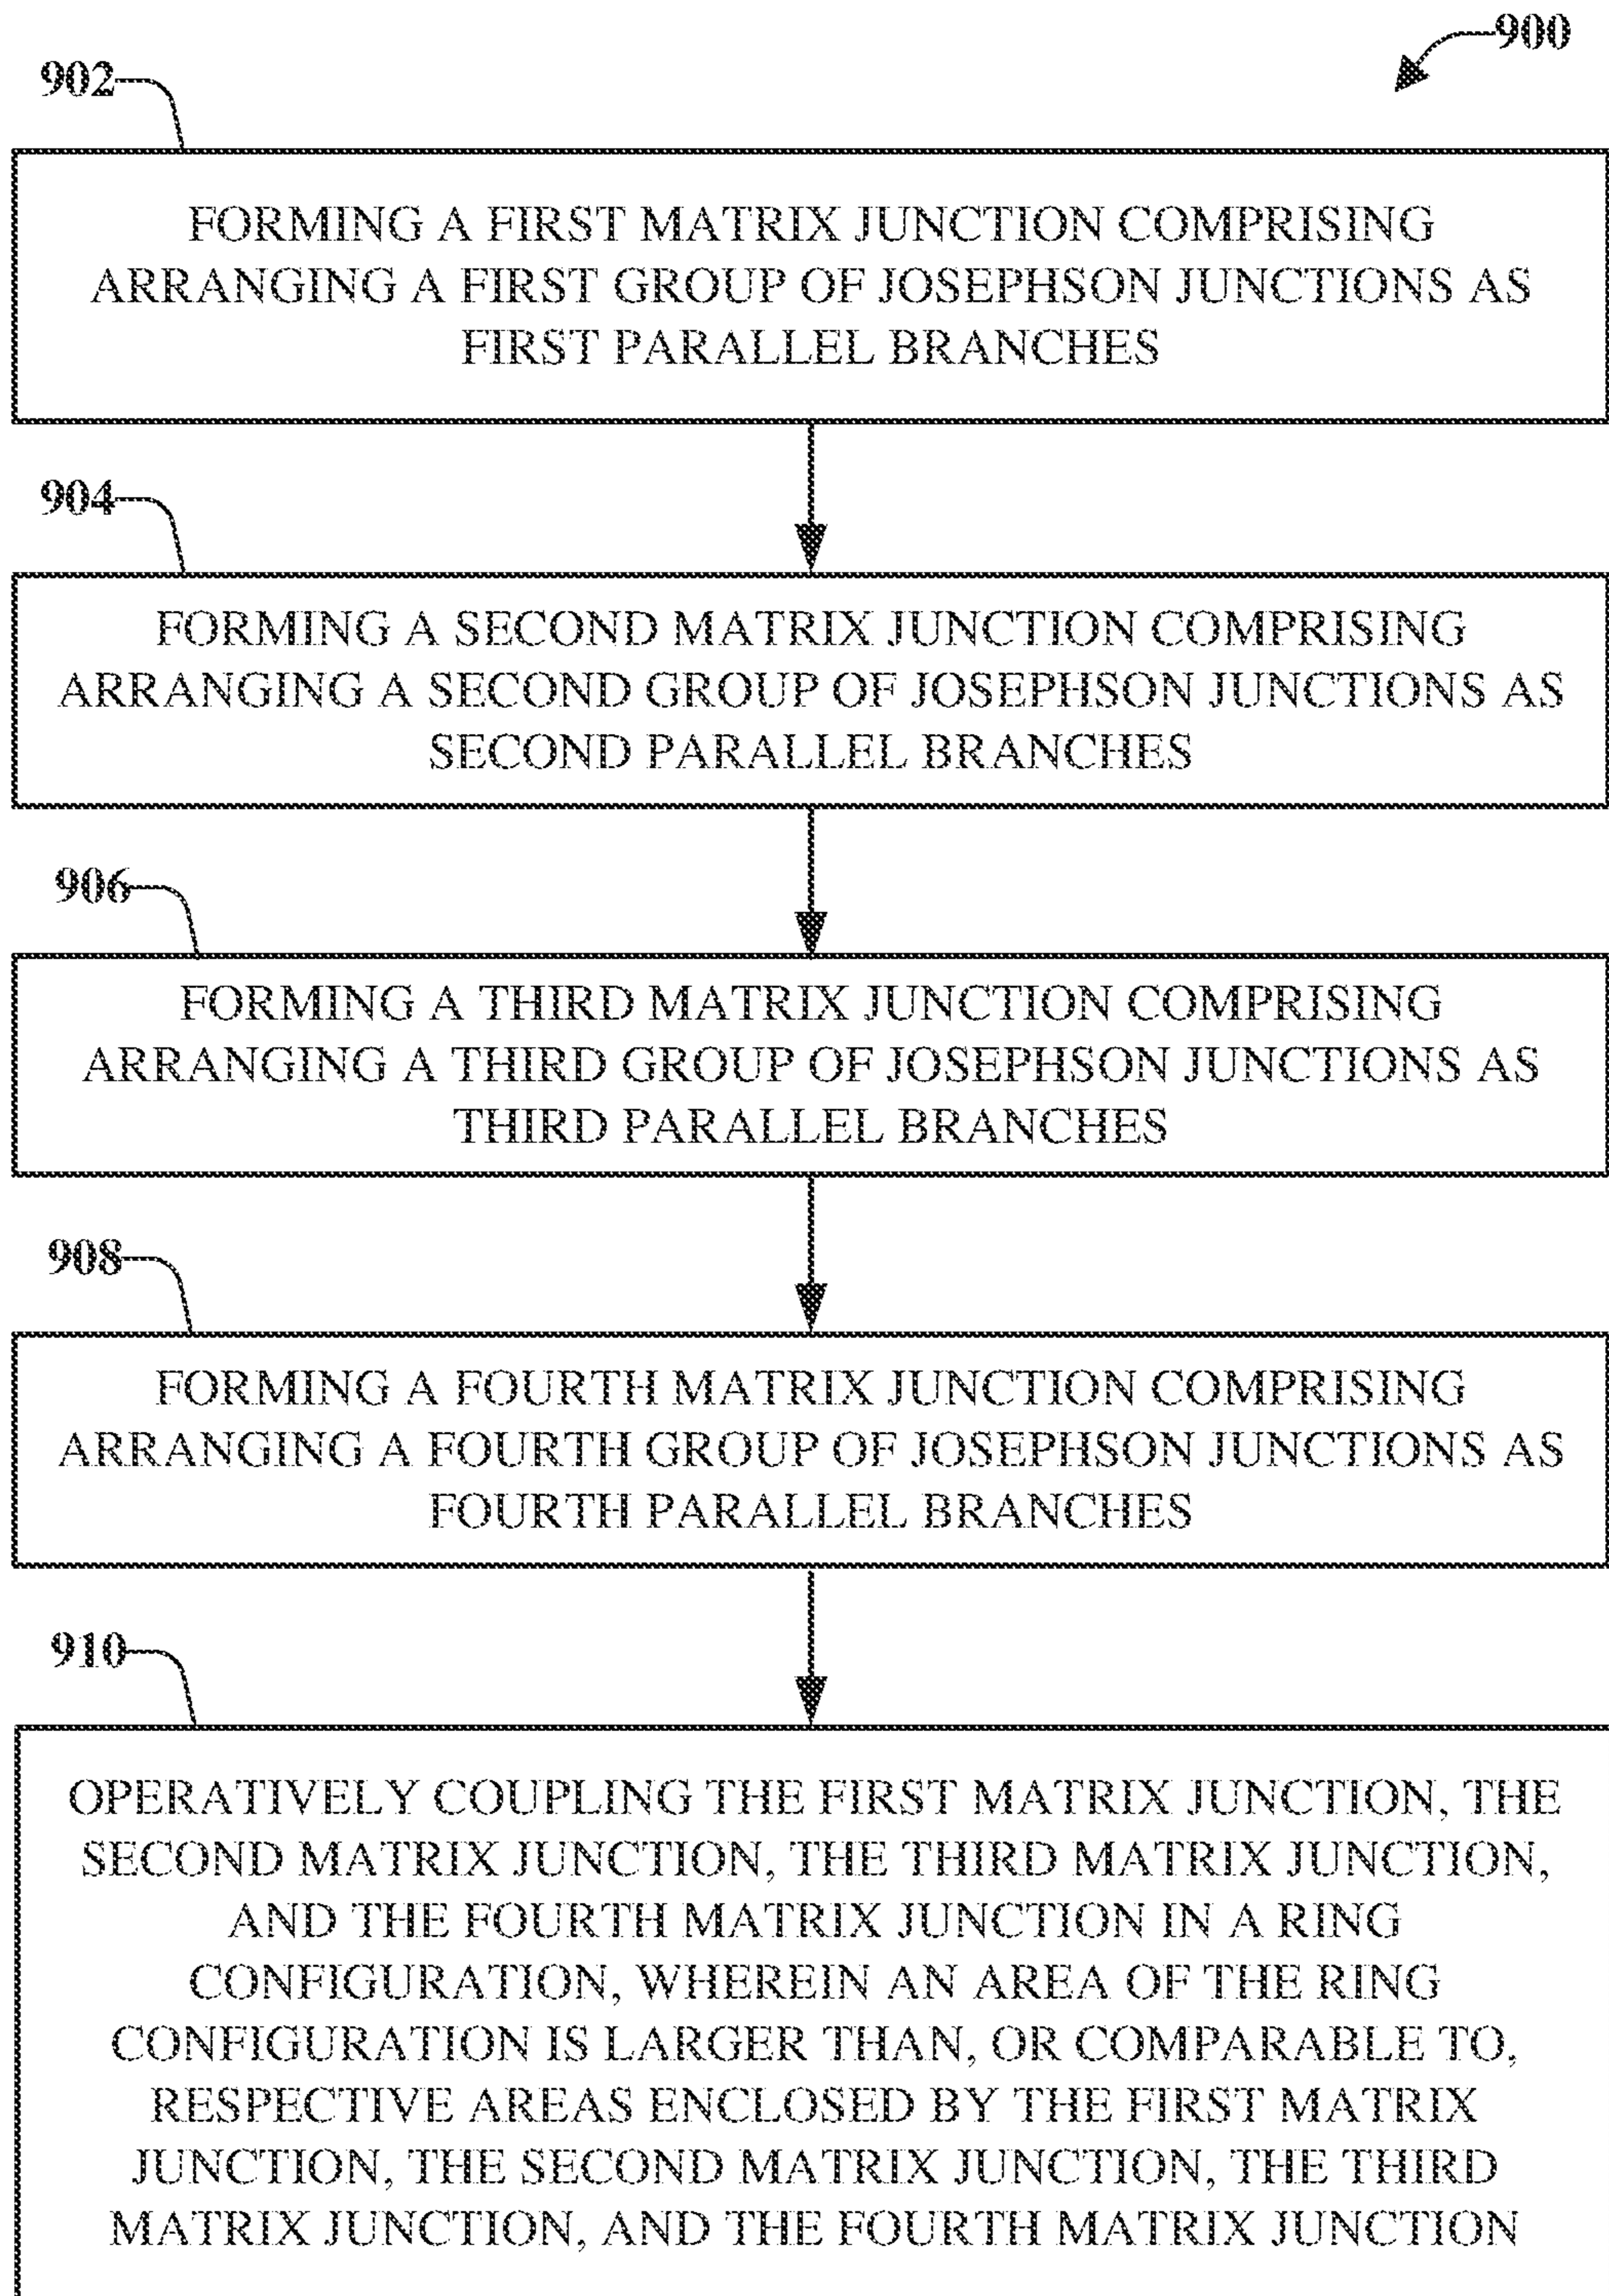 900
902
FORMING A FIRST MATRIX JUNCTION COMPRISING
ARRANGING A FIRST GROUP OF JOSEPHSON JUNCTIONS AS
FIRST PARALLEL BRANCHES
904
FORMING A SECOND MATRIX JUNCTION COMPRISING
ARRANGING A SECOND GROUP OF JOSEPHSON JUNCTIONS AS
SECOND PARALLEL BRANCHES
906
FORMING A THIRD MATRIX JUNCTION COMPRISING
ARRANGING A THIRD GROUP OF JOSEPHSON JUNCTIONS AS
THIRD PARALLEL BRANCHES
908
FORMING A FOURTH MATRIX JUNCTION COMPRISING
ARRANGING A FOURTH GROUP OF JOSEPHSON JUNCTIONS AS
FOURTH PARALLEL BRANCHES
910
OPERATIVELY COUPLING THE FIRST MATRIX JUNCTION, THE
SECOND MATRIX JUNCTION, THE THIRD MATRIX JUNCTION,
AND THE FOURTH MATRIX JUNCTION IN A RING
CONFIGURATION, WHEREIN AN AREA OF THE RING
CONFIGURATION IS LARGER THAN, OR COMPARABLE TO,
RESPECTIVE AREAS ENCLOSED BY THE FIRST MATRIX
JUNCTION, THE SECOND MATRIX JUNCTION, THE THIRD
MATRIX JUNCTION, AND THE FOURTH MATRIX JUNCTION